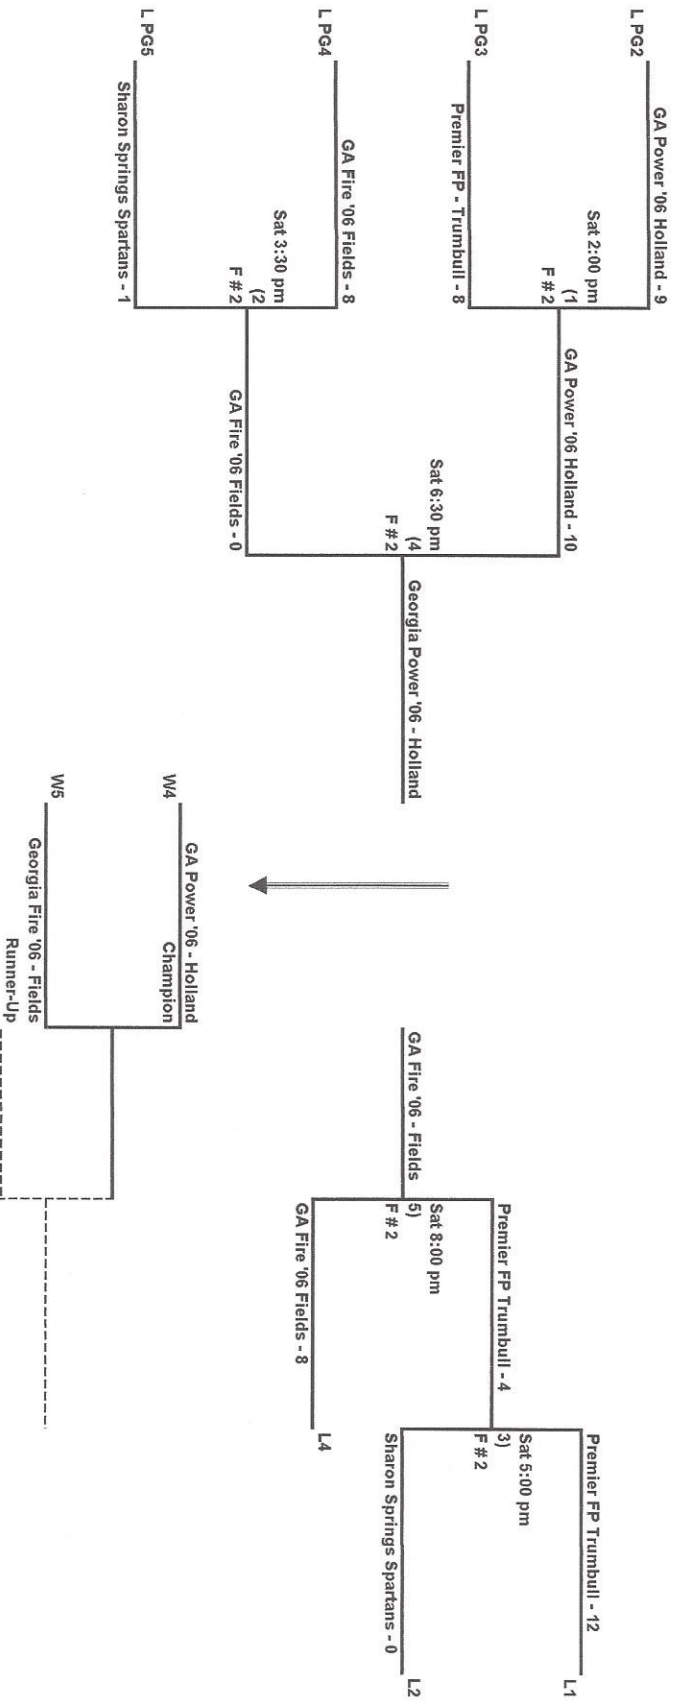 L PG2
GA Power '06 Holland - 9
Sat 2:00 pm
(1
F # 2
L PG3
Premier FP - Trumbull - 8
GA Power '06 Holland - 10
Sat 6:30 pm
(4
F # 2
Georgia Power '06 - Holland
L PG4
GA Fire '06 Fields - 8
Sat 3:30 pm
(2
F # 2
L PG5
Sharon Springs Spartans - 1
GA Fire '06 Fields - 0
W4
GA Power '06 - Holland
Champion
W5
Georgia Fire '06 - Fields
Runner-Up
GA Fire '06 - Fields
Premier FP Trumbull - 4
Sat 8:00 pm
5)
F # 2
GA Fire '06 Fields - 8
L4
Premier FP Trumbull - 12
L1
Sat 5:00 pm
3)
F # 2
Sharon Springs Spartans - 0
L2